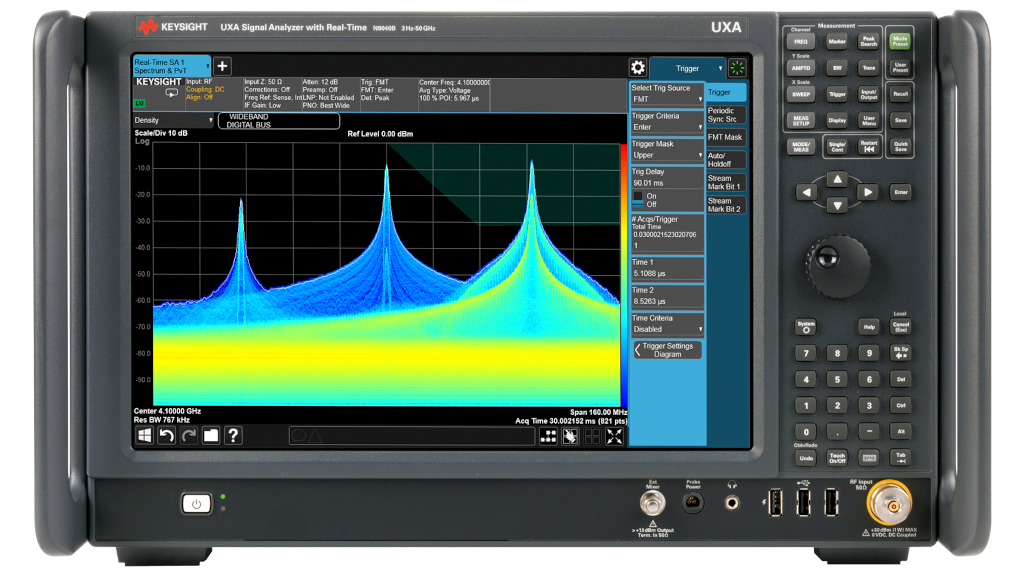 KEYSIGHT UXA Signal Analyzer with Real-Time N9040B 3 Hz-50 GHz UXA
Real-Time SA 1
Spectrum & PvT
+
KEYSIGHT
LXI
Input: RF
Coupling: DC
Align: Off
Input Z: 50 Ω
Corrections: Off
Freq Ref: Sense, Int
IF Gain: Low
Atten: 12 dB
Preamp: Off
LNP: Not Enabled
PNO: Best Wide
Trig: FMT
FMT: Enter
Det: Peak
Center Freq: 4.10000000
Avg Type: Voltage
100 % POI: 5.967 µs
Density
WIDEBAND
DIGITAL BUS
Scale/Div 10 dB
Ref Level 0.00 dBm
Log
-10.0
-20.0
-30.0
-40.0
-50.0
-60.0
-70.0
-80.0
-90.0
Center 4.10000 GHz
Res BW 767 kHz
Span 160.00 MHz
Acq Time 30.002152 ms (821 pts)
?
Trigger
Select Trig Source
FMT
Trigger Criteria
Enter
Trigger Mask
Upper
Trig Delay
90.01 ms
On
Off
# Acqs/Trigger
Total Time
0.0300021523020706
1
Time 1
5.1088 µs
Time 2
8.5263 µs
Time Criteria
Disabled
Trigger Settings
Diagram
Trigger
Periodic
Sync Src
FMT Mask
Auto/
Holdoff
Stream
Mark Bit 1
Stream
Mark Bit 2
Measurement
Channel
FREQ
Marker
Peak
Search
Mode
Preset
Y Scale
AMPTD
BW
Trace
User
Preset
X Scale
SWEEP
Trigger
Input/
Output
Recall
MEAS
SETUP
Display
User
Menu
Save
MODE/
MEAS
Single/
Cont
Restart
Quick
Save
Enter
Local
System
Help
Cancel
(Esc)
7 8 9
Bk Sp
4 5 6 Del
1 2 3 Ctrl
0 . − Alt
Ctrl+Redo
Undo
Touch
On/Off
Tab
Ext
Mixer
>+13 dBm Output
Term. In 50Ω
Probe
Power
RF Input
50Ω
+30 dBm (1W) MAX
0 VDC, DC Coupled